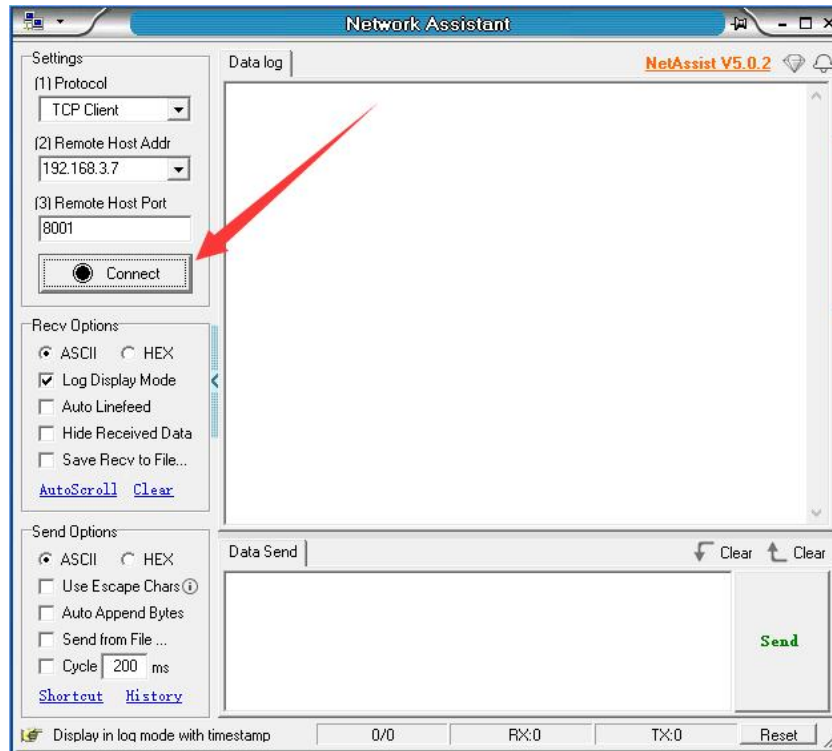 Network Assistant
Settings
(1) Protocol
TCP Client
(2) Remote Host Addr
192.168.3.7
(3) Remote Host Port
8001
Connect
Recv Options
ASCII HEX
Log Display Mode
Auto Linefeed
Hide Received Data
Save Recv to File...
AutoScroll Clear
Send Options
ASCII HEX
Use Escape Chars
Auto Append Bytes
Send from File ...
Cycle 200 ms
Shortcut History
Data log NetAssist V5.0.2
Data Send Clear Clear
Send
Display in log mode with timestamp 0/0 RX:0 TX:0 Reset